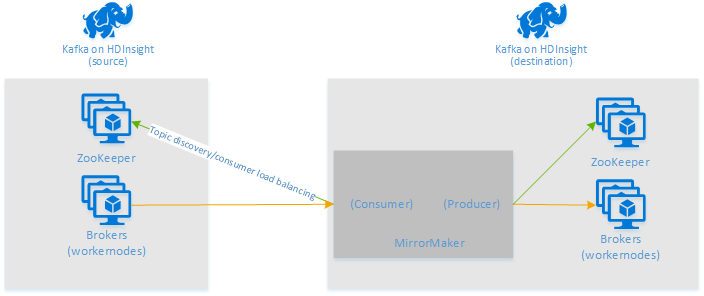 Kafka on HDInsight
(source)
Kafka on HDInsight
(destination)
ZooKeeper
Topic discovery/consumer load balancing
Brokers
(workernodes)
(Consumer)
(Producer)
MirrorMaker
ZooKeeper
Brokers
(workernodes)